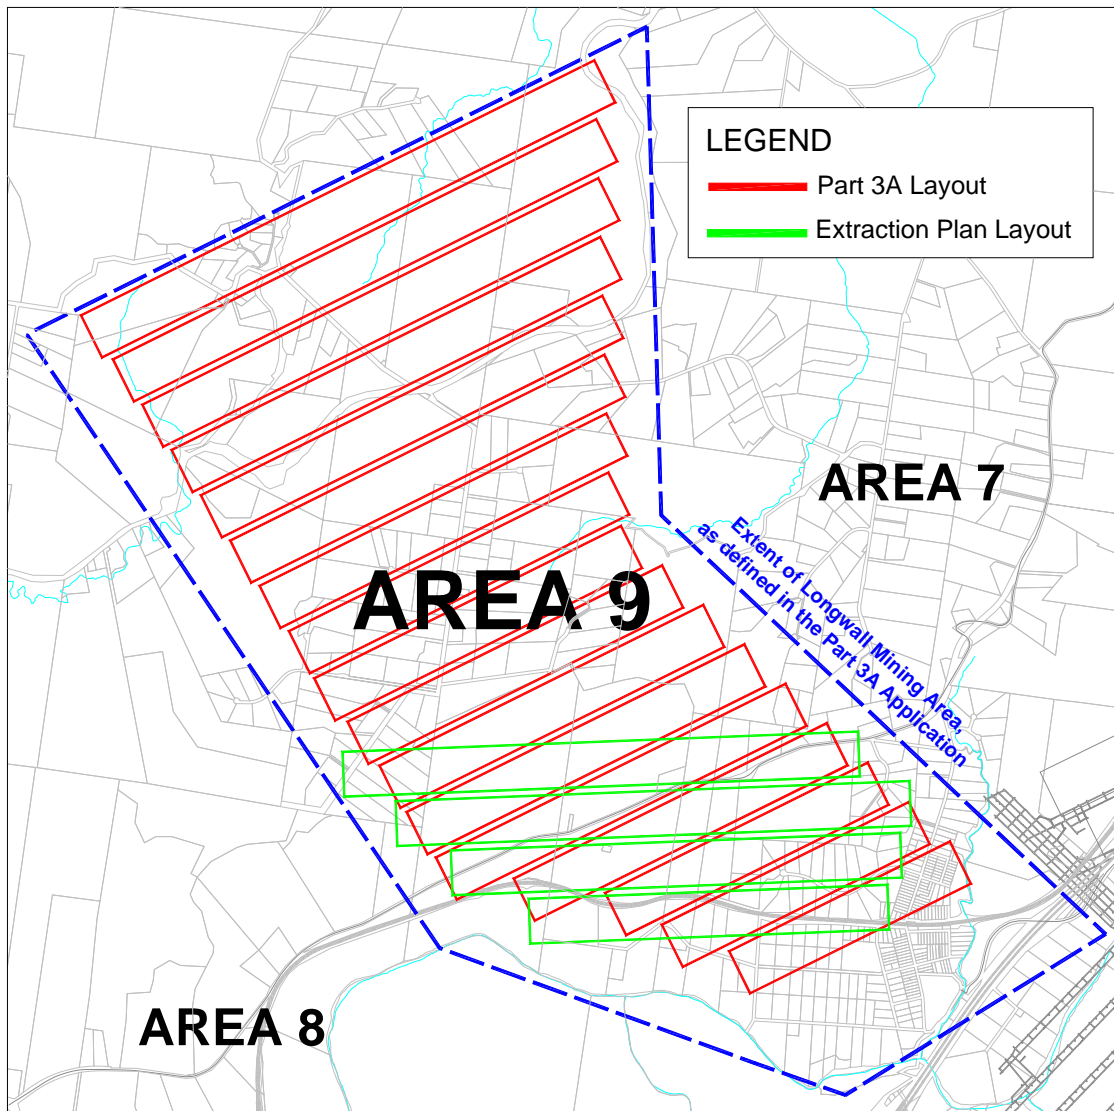 LEGEND
Part 3A Layout
Extraction Plan Layout
AREA 7
Extent of Longwall Mining Area,
as defined in the Part 3A Application
AREA 9
AREA 8